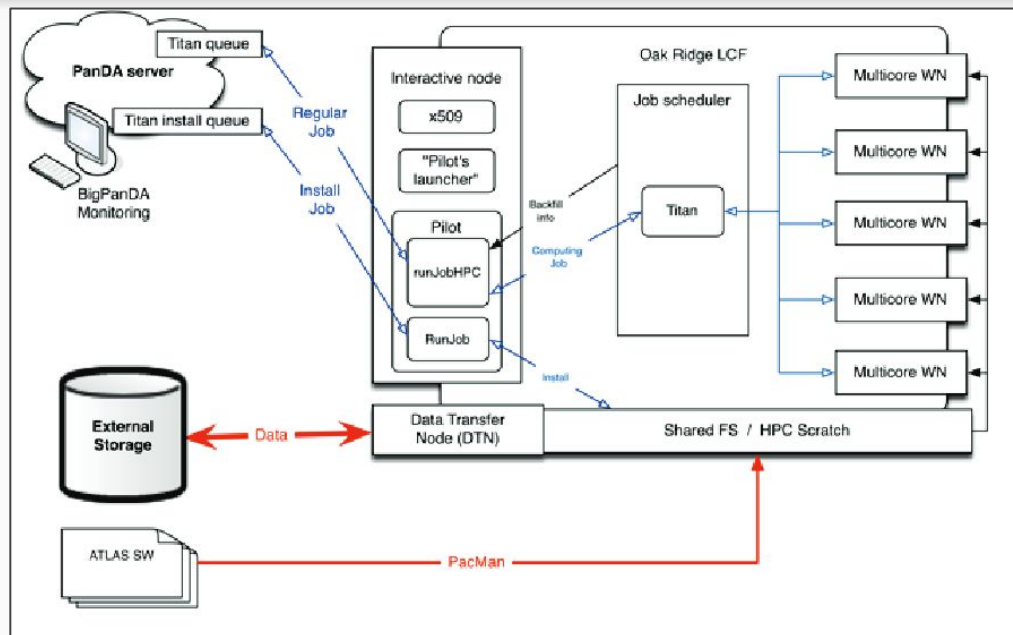 Titan queue
PanDA server
Titan install queue
BigPanDA
Monitoring
Regular
Job
Install
Job
Interactive node
x509
"Pilot's
launcher"
Pilot
runJobHPC
RunJob
Backfill
info
Computing
Job
Install
Oak Ridge LCF
Job scheduler
Titan
Multicore WN
Multicore WN
Multicore WN
Multicore WN
Multicore WN
External
Storage
Data
Data Transfer
Node (DTN)
Shared FS / HPC Scratch
ATLAS SW
PacMan